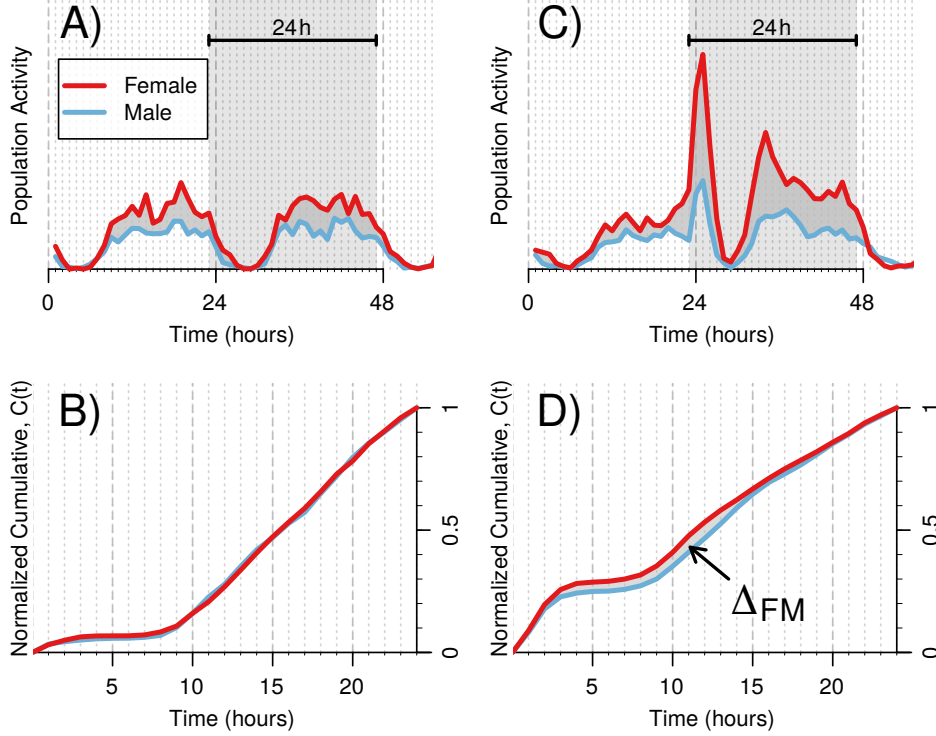 A)
24h
Population Activity
Female
Male
0
24
48
Time (hours)
C)
24h
Population Activity
0
24
48
Time (hours)
B)
Normalized Cumulative, C(t)
1
0.5
0
5
10
15
20
Time (hours)
D)
Normalized Cumulative, C(t)
ΔFM
1
0.5
0
5
10
15
20
Time (hours)